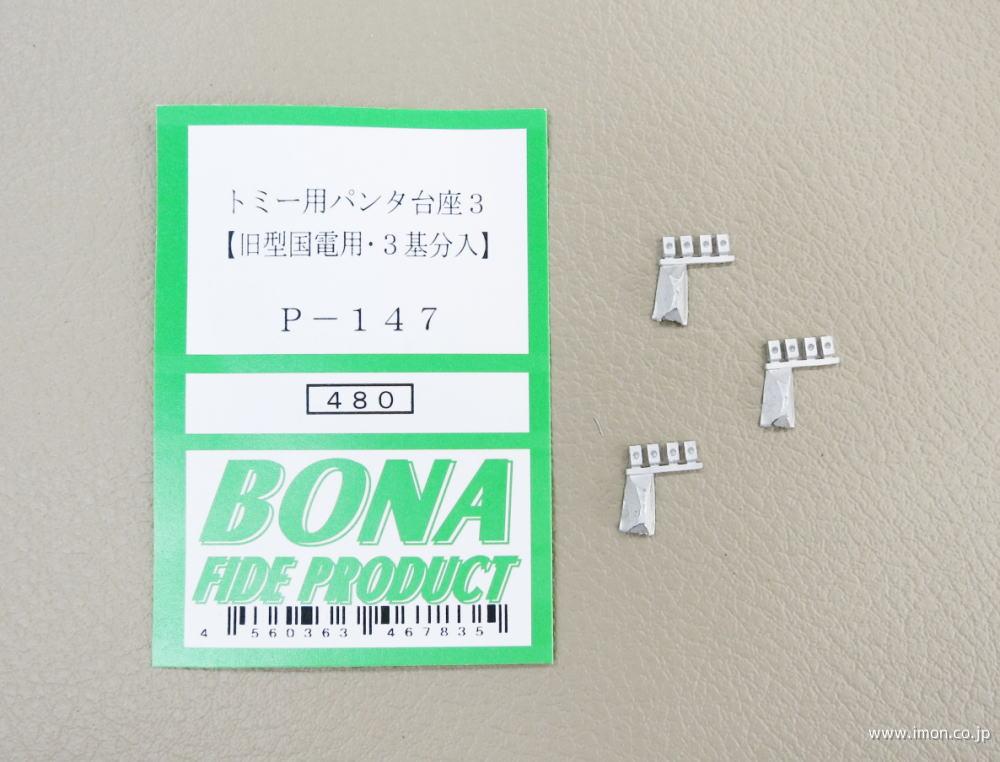 トミー用パンタ台座３
【旧型国電用・３基分入】
Ｐ－１４７
４８０
BONA
FIDE PRODUCT
4 560363 467835
www.imon.co.jp